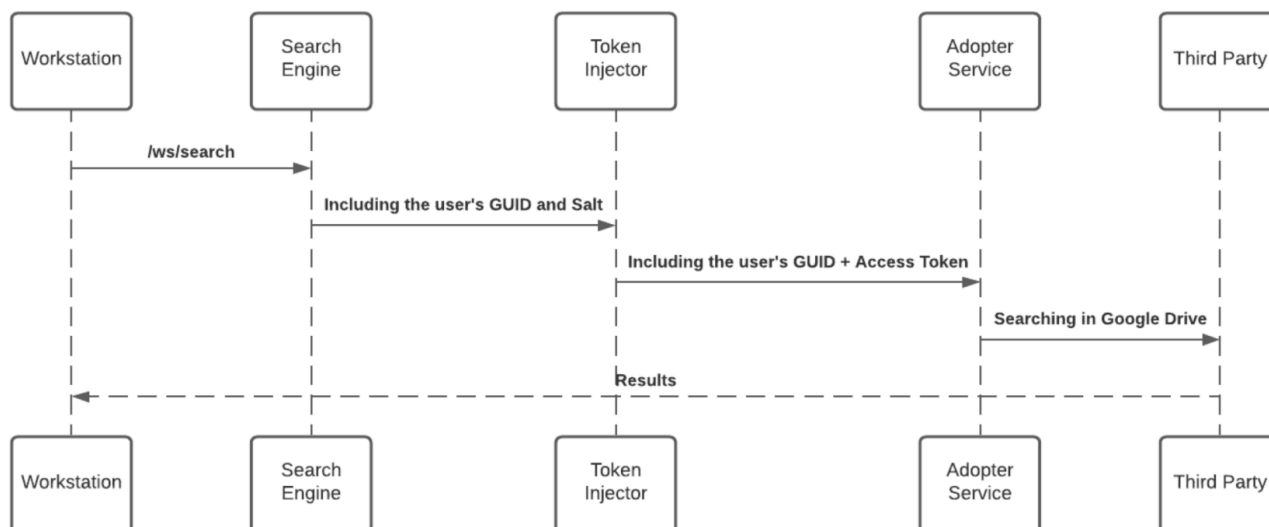 Workstation
Search
Engine
Token
Injector
Adopter
Service
Third Party
/ws/search
Including the user's GUID and Salt
Including the user's GUID + Access Token
Searching in Google Drive
Results
Workstation
Search
Engine
Token
Injector
Adopter
Service
Third Party